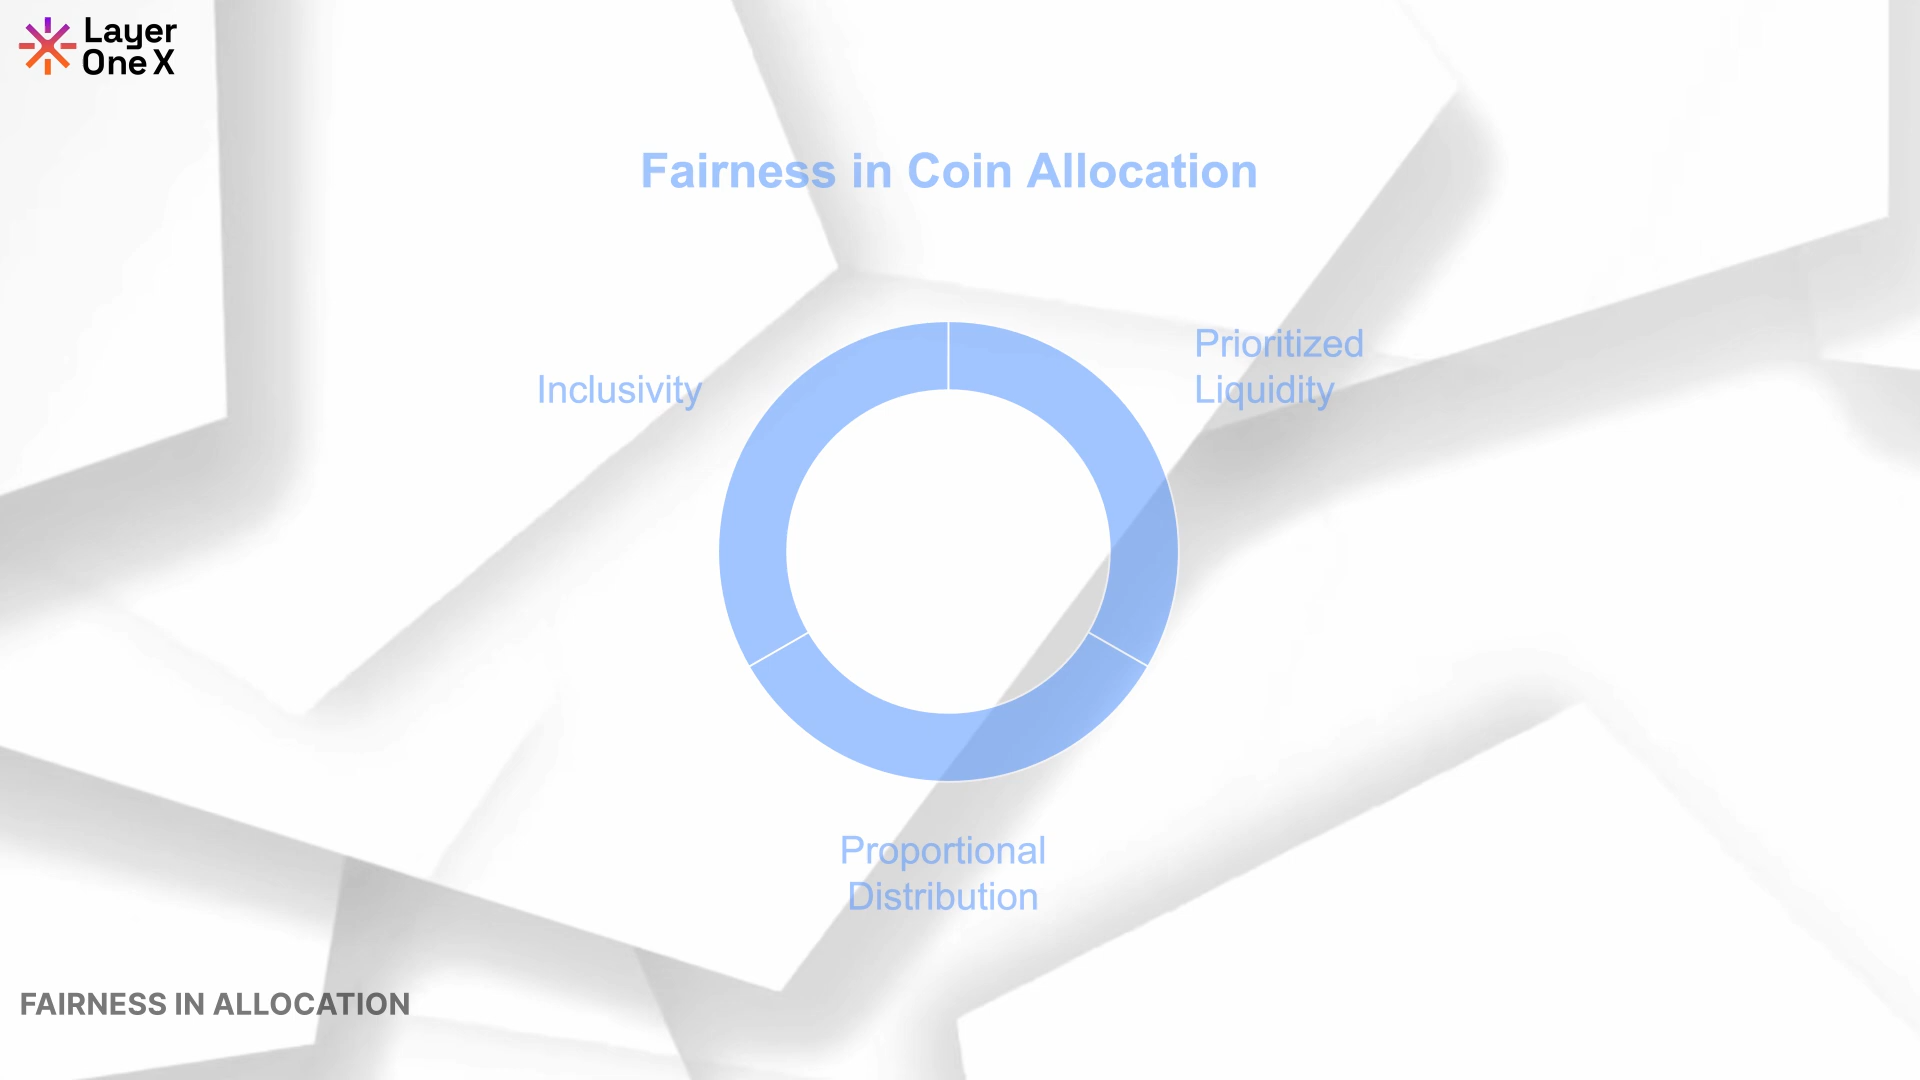 Layer
One X
Fairness in Coin Allocation
Inclusivity
Prioritized
Liquidity
Proportional
Distribution
FAIRNESS IN ALLOCATION